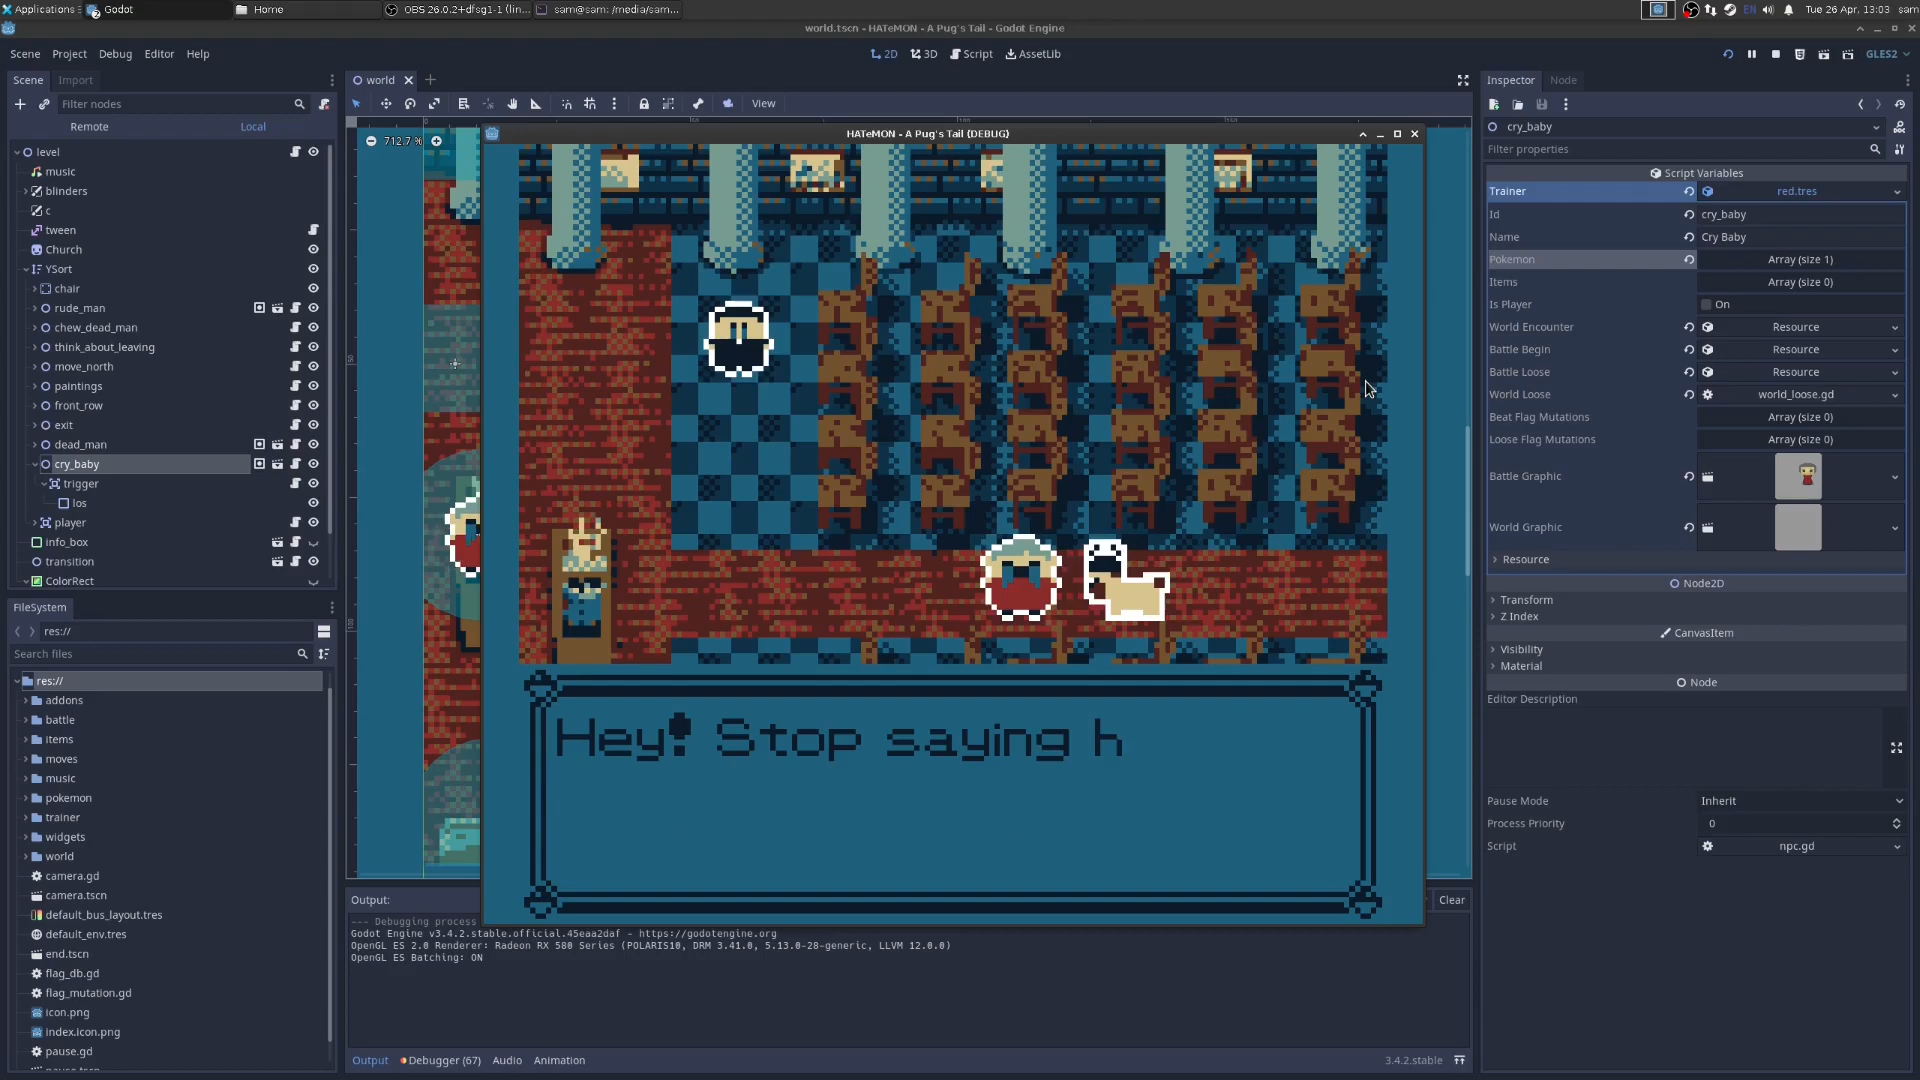 Applications
Godot
Home
OBS 26.0.2+dfsg1-1 (lin...
sam@sam: /media/sam...
EN
Tue 26 Apr, 13:03
sam
world.tscn - HATeMON - A Pug's Tail - Godot Engine
Scene Project Debug Editor Help
2D 3D Script AssetLib
GLES2
Scene Import
Filter nodes
Remote Local
level
music
blinders
c
tween
Church
YSort
chair
rude_man
chew_dead_man
think_about_leaving
move_north
paintings
front_row
exit
dead_man
cry_baby
trigger
los
player
info_box
transition
ColorRect
FileSystem
res://
Search files
res://
addons
battle
items
moves
music
pokemon
trainer
widgets
world
camera.gd
camera.tscn
default_bus_layout.tres
default_env.tres
end.tscn
flag_db.gd
flag_mutation.gd
icon.png
index.icon.png
pause.gd
world
View
712.7 %
HATeMON - A Pug's Tail (DEBUG)
Hey! Stop saying h
Output:
Clear
--- Debugging process
Godot Engine v3.4.2.stable.official.45eaa2daf - https://godotengine.org
OpenGL ES 2.0 Renderer: Radeon RX 580 Series (POLARIS10, DRM 3.41.0, 5.13.0-28-generic, LLVM 12.0.0)
OpenGL ES Batching: ON
Output Debugger (67) Audio Animation
3.4.2.stable
Inspector Node
cry_baby
Filter properties
Script Variables
Trainer red.tres
Id cry_baby
Name Cry Baby
Pokemon Array (size 1)
Items Array (size 0)
Is Player On
World Encounter Resource
Battle Begin Resource
Battle Loose Resource
World Loose world_loose.gd
Beat Flag Mutations Array (size 0)
Loose Flag Mutations Array (size 0)
Battle Graphic
World Graphic
Resource
Node2D
Transform
Z Index
CanvasItem
Visibility
Material
Node
Editor Description
Pause Mode Inherit
Process Priority 0
Script npc.gd